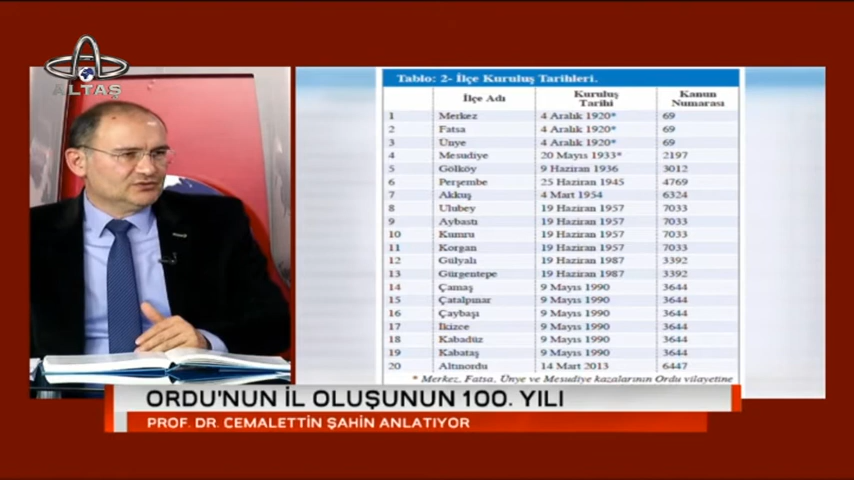 ALTAŞ
Tablo: 2- İlçe Kuruluş Tarihleri.
İlçe Adı Kuruluş Tarihi Kanun Numarası
1 Merkez 4 Aralık 1920* 69
2 Fatsa 4 Aralık 1920* 69
3 Ünye 4 Aralık 1920* 69
4 Mesudiye 20 Mayıs 1933* 2197
5 Gölköy 9 Haziran 1936 3012
6 Perşembe 25 Haziran 1945 4769
7 Akkuş 4 Mart 1954 6324
8 Ulubey 19 Haziran 1957 7033
9 Aybastı 19 Haziran 1957 7033
10 Kumru 19 Haziran 1957 7033
11 Korgan 19 Haziran 1957 7033
12 Gülyalı 19 Haziran 1987 3392
13 Gürgentepe 19 Haziran 1987 3392
14 Çamaş 9 Mayıs 1990 3644
15 Çatalpınar 9 Mayıs 1990 3644
16 Çaybaşı 9 Mayıs 1990 3644
17 İkizce 9 Mayıs 1990 3644
18 Kabadüz 9 Mayıs 1990 3644
19 Kabataş 9 Mayıs 1990 3644
20 Altınordu 14 Mart 2013 6447
* Merkez, Fatsa, Ünye ve Mesudiye kazalarının Ordu vilayetine
ORDU'NUN İL OLUŞUNUN 100. YILI
PROF. DR. CEMALETTİN ŞAHİN ANLATIYOR